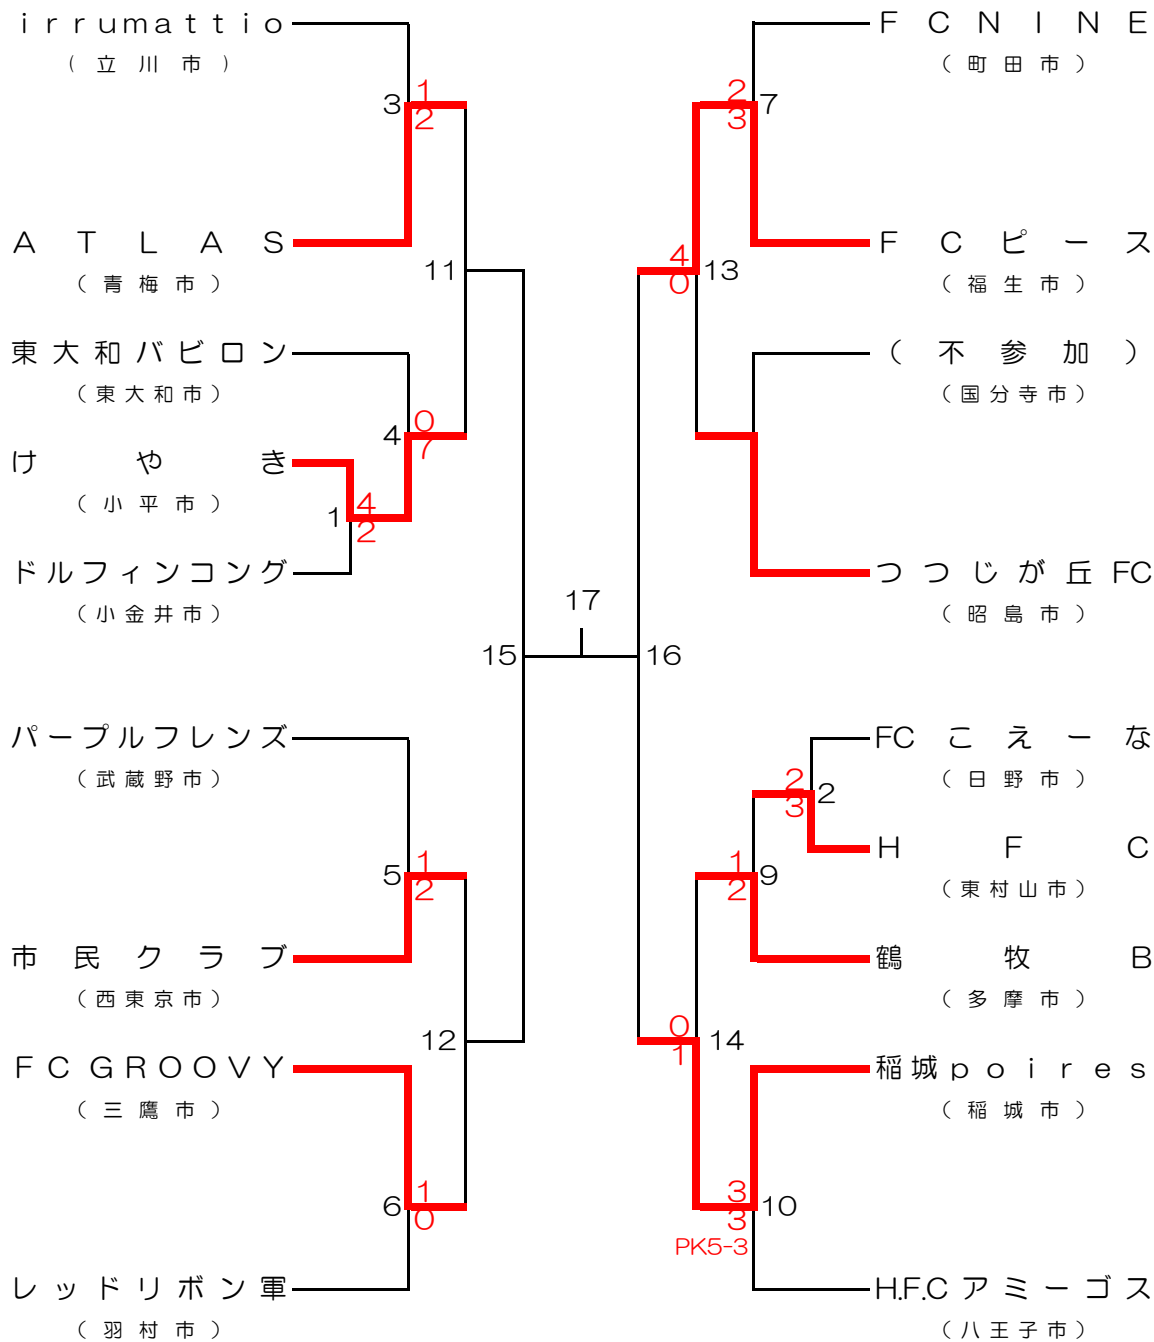 irrumattio
(立川市)
3
1
2
ATLAS
(青梅市)
11
東大和バビロン
(東大和市)
4
0
7
けやき
(小平市)
1
4
2
ドルフィンコング
(小金井市)
15
17
パープルフレンズ
(武蔵野市)
5
1
2
市民クラブ
(西東京市)
12
FC GROOVY
(三鷹市)
6
1
0
レッドリボン軍
(羽村市)
FCNINE
(町田市)
2
3
7
FCピース
(福生市)
4
0
13
(不参加)
(国分寺市)
つつじが丘FC
(昭島市)
16
FCこえーな
(日野市)
2
3
2
HFC
(東村山市)
1
2
9
鶴牧B
(多摩市)
0
1
14
稲城poires
(稲城市)
3
3
10
PK5-3
H.F.Cアミーゴス
(八王子市)